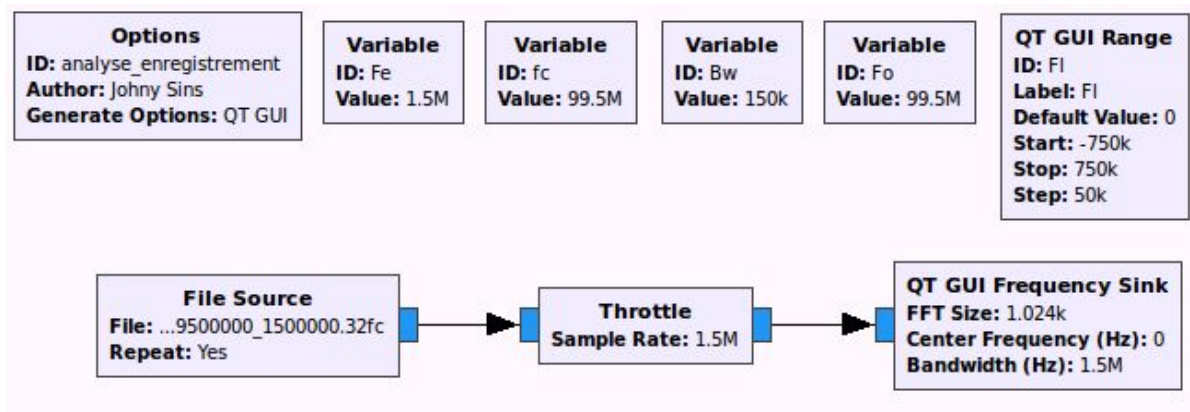 Options
ID: analyse_enregistrement
Author: Johny Sins
Generate Options: QT GUI
Variable
ID: Fe
Value: 1.5M
Variable
ID: fc
Value: 99.5M
Variable
ID: Bw
Value: 150k
Variable
ID: Fo
Value: 99.5M
QT GUI Range
ID: Fl
Label: Fl
Default Value: 0
Start: -750k
Stop: 750k
Step: 50k
File Source
File: ...9500000_1500000.32fc
Repeat: Yes
Throttle
Sample Rate: 1.5M
QT GUI Frequency Sink
FFT Size: 1.024k
Center Frequency (Hz): 0
Bandwidth (Hz): 1.5M